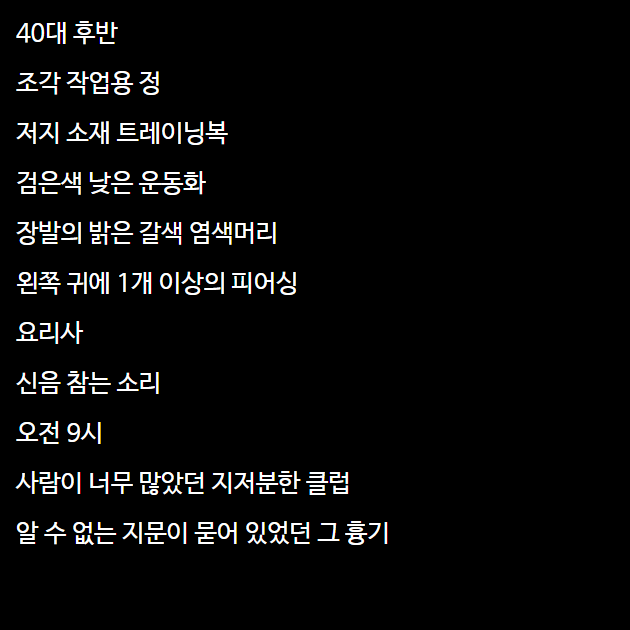 40대 후반
조각 작업용 정
저지 소재 트레이닝복
검은색 낮은 운동화
장발의 밝은 갈색 염색머리
왼쪽 귀에 1개 이상의 피어싱
요리사
신음 참는 소리
오전 9시
사람이 너무 많았던 지저분한 클럽
알 수 없는 지문이 묻어 있었던 그 흉기